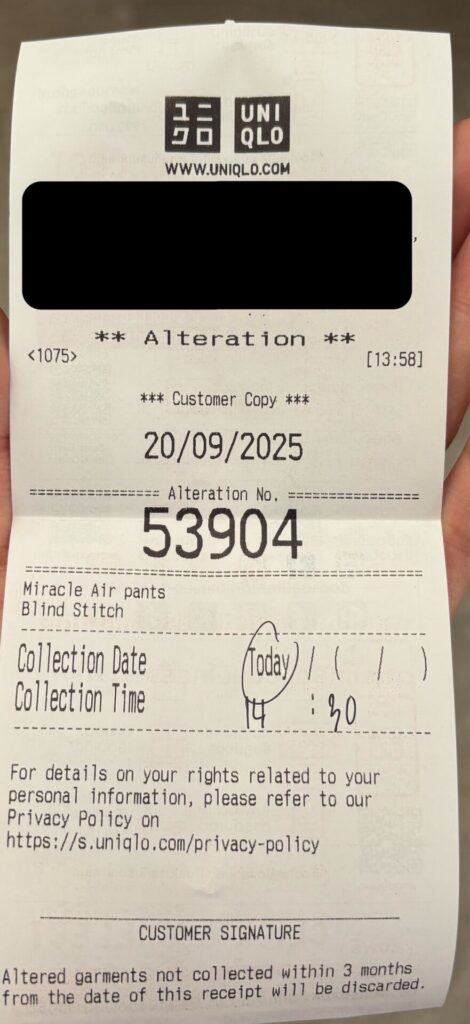 ユニ UNI
クロ QLO
WWW.UNIQLO.COM
** Alteration **
<1075> [13:58]
*** Customer Copy ***
20/09/2025
================ Alteration No. ================
53904
Miracle Air pants
Blind Stitch
Collection Date Today / ( / )
Collection Time 14 : 30
For details on your rights related to your
personal information, please refer to our
Privacy Policy on
https://s.uniqlo.com/privacy-policy
CUSTOMER SIGNATURE
Altered garments not collected within 3 months
from the date of this receipt will be discarded.